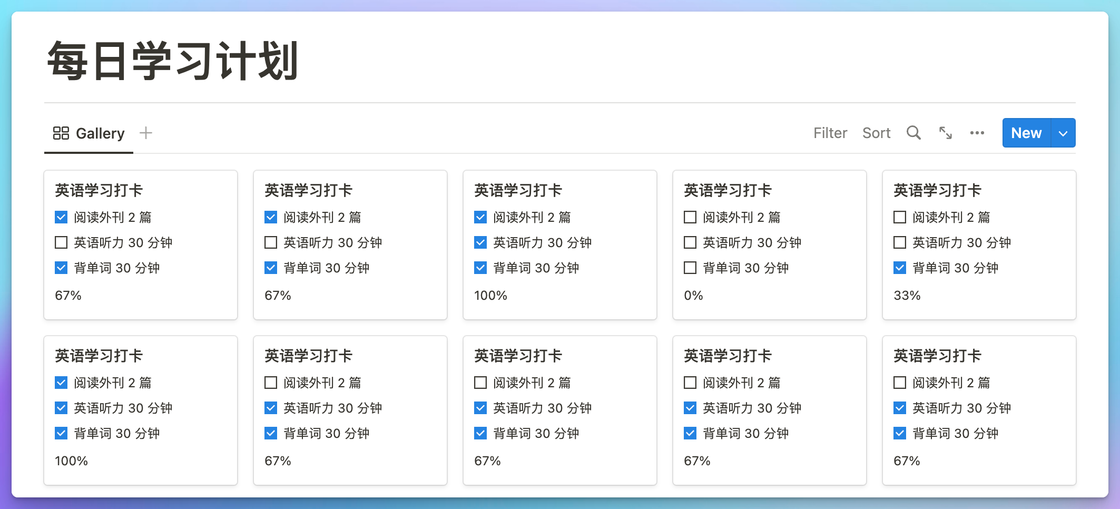 每日学习计划
Gallery
Filter Sort New
英语学习打卡
阅读外刊 2 篇
英语听力 30 分钟
背单词 30 分钟
67%
英语学习打卡
阅读外刊 2 篇
英语听力 30 分钟
背单词 30 分钟
67%
英语学习打卡
阅读外刊 2 篇
英语听力 30 分钟
背单词 30 分钟
100%
英语学习打卡
阅读外刊 2 篇
英语听力 30 分钟
背单词 30 分钟
0%
英语学习打卡
阅读外刊 2 篇
英语听力 30 分钟
背单词 30 分钟
33%
英语学习打卡
阅读外刊 2 篇
英语听力 30 分钟
背单词 30 分钟
100%
英语学习打卡
阅读外刊 2 篇
英语听力 30 分钟
背单词 30 分钟
67%
英语学习打卡
阅读外刊 2 篇
英语听力 30 分钟
背单词 30 分钟
67%
英语学习打卡
阅读外刊 2 篇
英语听力 30 分钟
背单词 30 分钟
67%
英语学习打卡
阅读外刊 2 篇
英语听力 30 分钟
背单词 30 分钟
67%